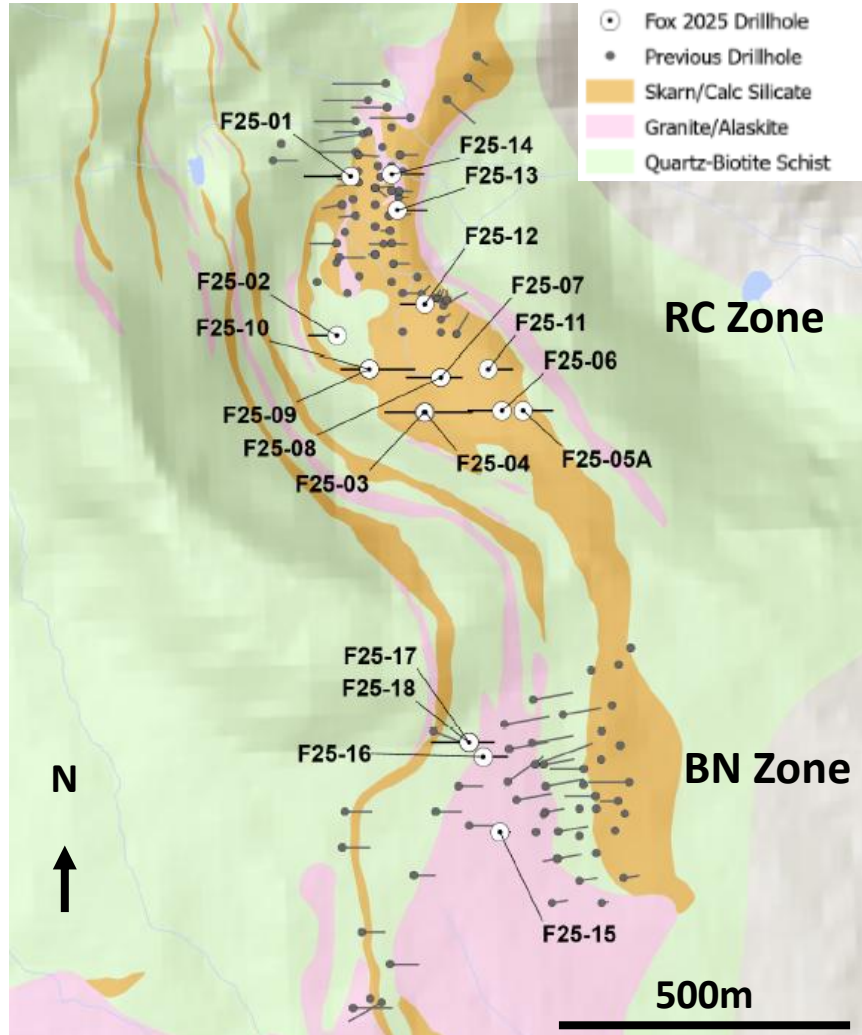 Fox 2025 Drillhole
Previous Drillhole
Skarn/Calc Silicate
Granite/Alaskite
Quartz-Biotite Schist
F25-01
F25-14
F25-13
F25-12
F25-02
F25-07
F25-10
F25-11
RC Zone
F25-06
F25-09
F25-08
F25-04
F25-05A
F25-03
F25-17
F25-18
F25-16
BN Zone
N
F25-15
500m